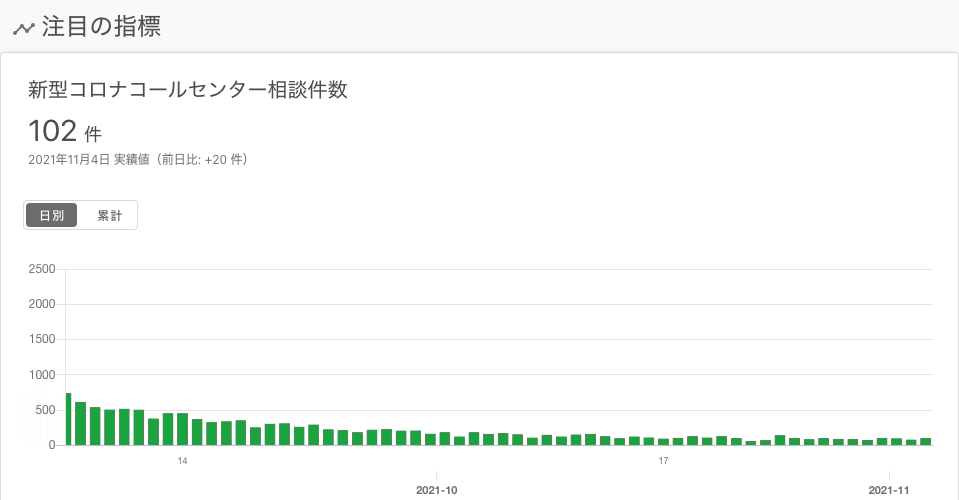 注目の指標
新型コロナコールセンター相談件数
102 件
2021年11月4日 実績値（前日比: +20 件）
日別 累計
2500
2000
1500
1000
500
0
14 17
2021-10 2021-11